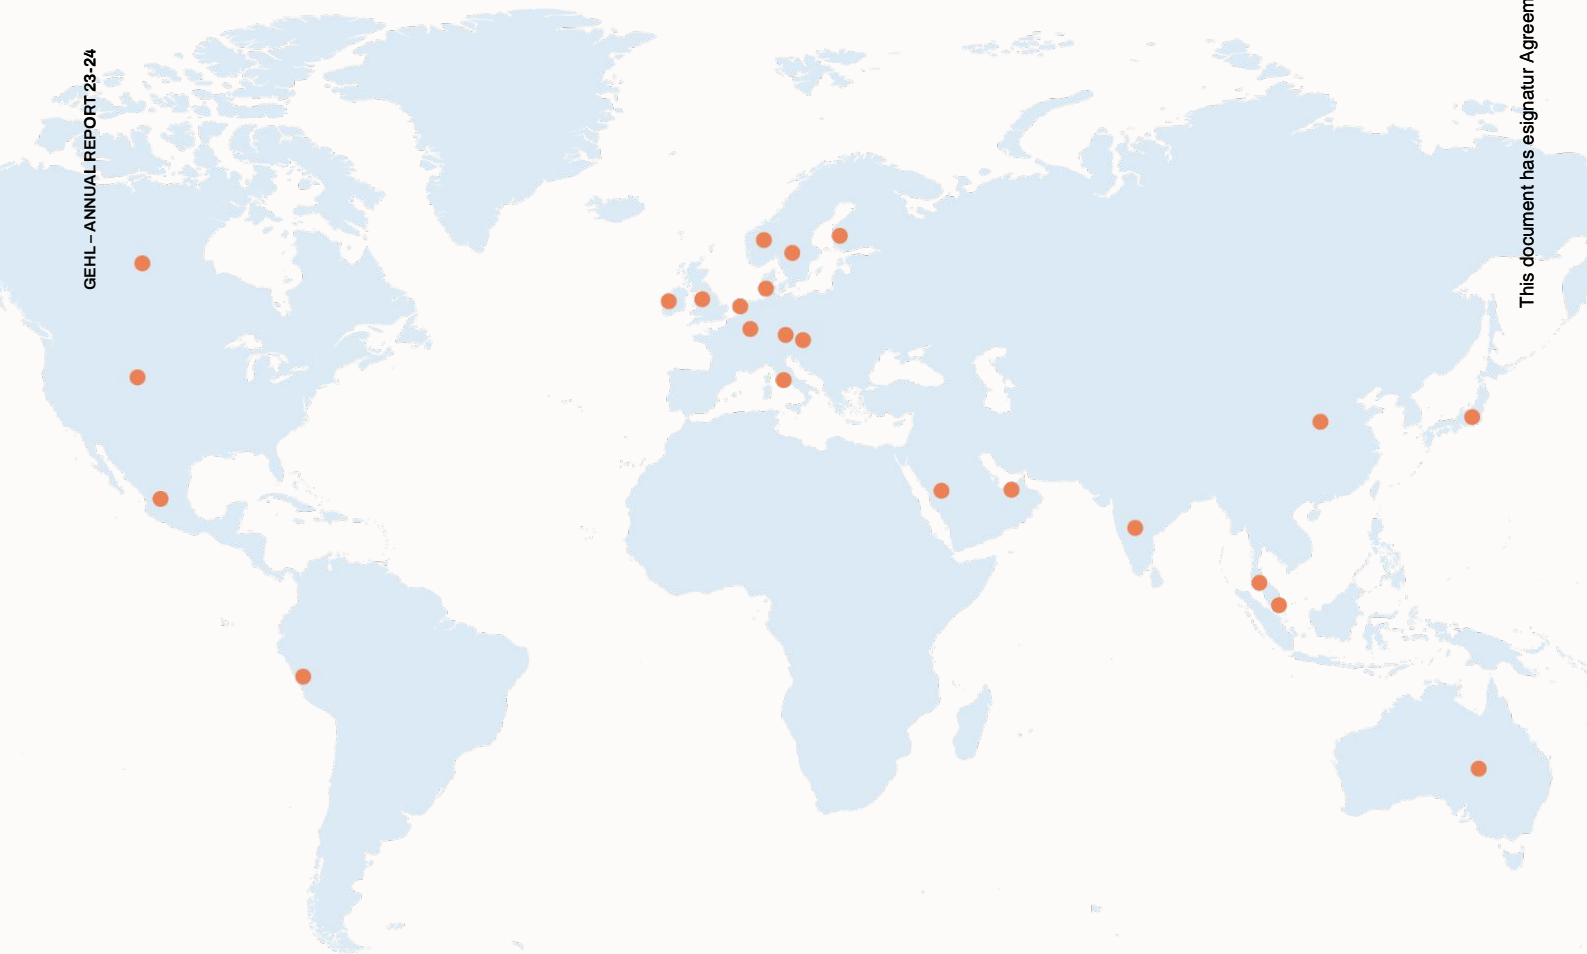 GEHL – ANNUAL REPORT 23-24
This document has esignatur Agreem